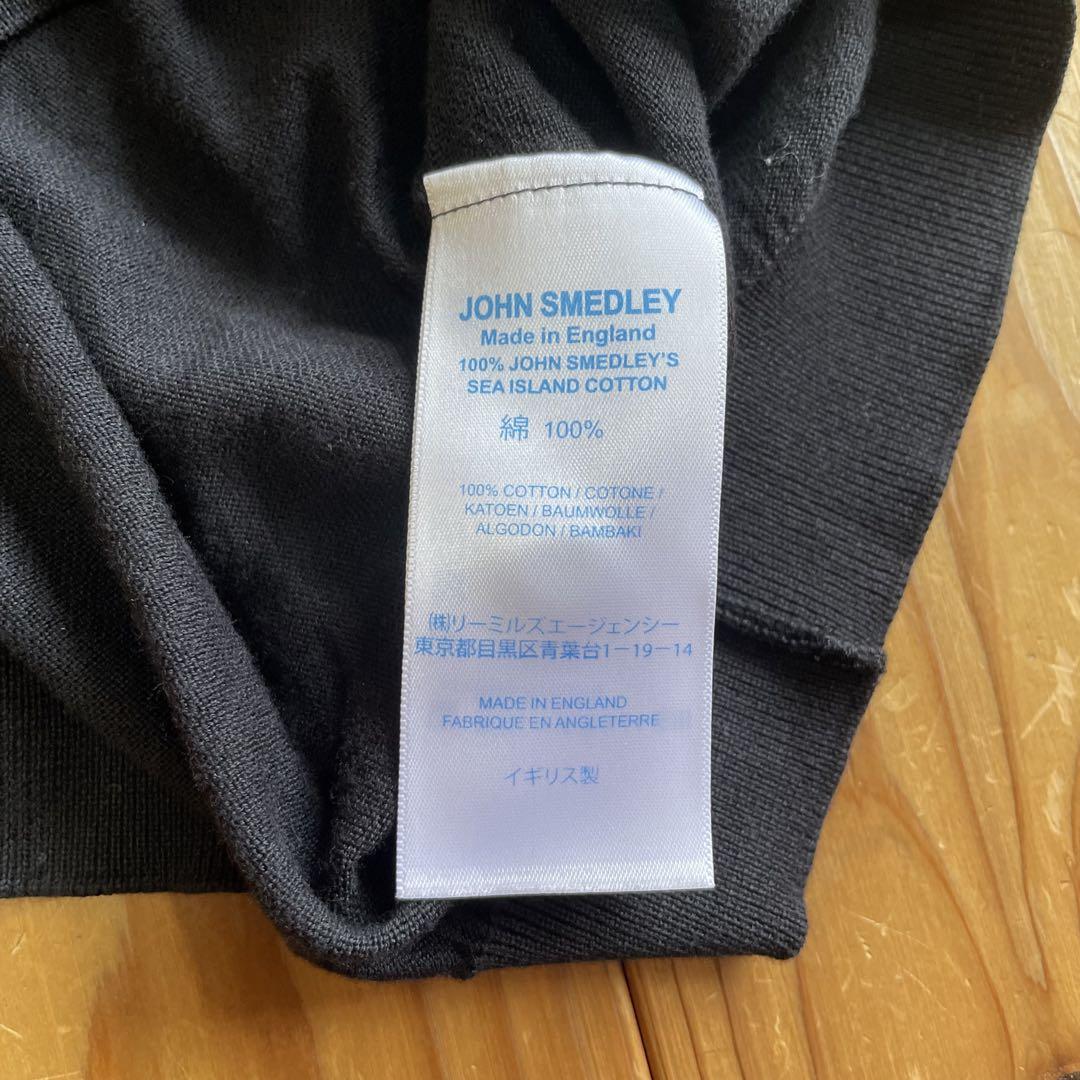 JOHN SMEDLEY
Made in England
100% JOHN SMEDLEY'S
SEA ISLAND COTTON
綿 100%
100% COTTON / COTONE /
KATOEN / BAUMWOLLE /
ALGODON / BAMBAKI
㈱リーミルズエージェンシー
東京都目黒区青葉台1-19-14
MADE IN ENGLAND
FABRIQUE EN ANGLETERRE
イギリス製